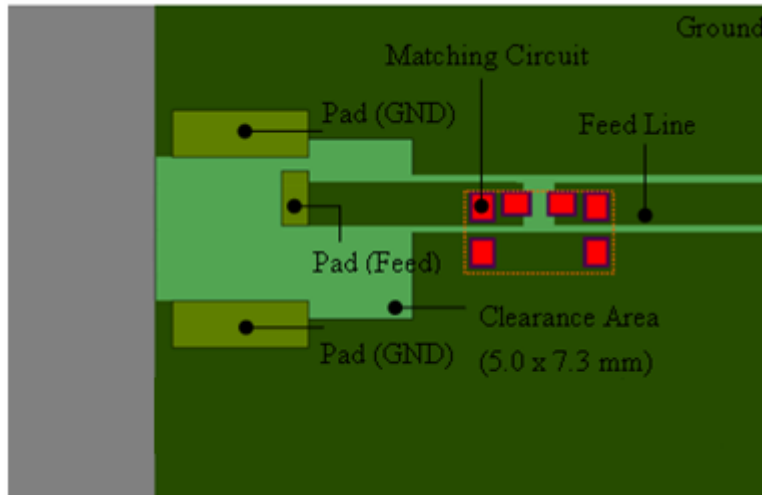 Ground
Matching Circuit
Pad (GND)
Feed Line
Pad (Feed)
Clearance Area
Pad (GND)
(5.0 x 7.3 mm)